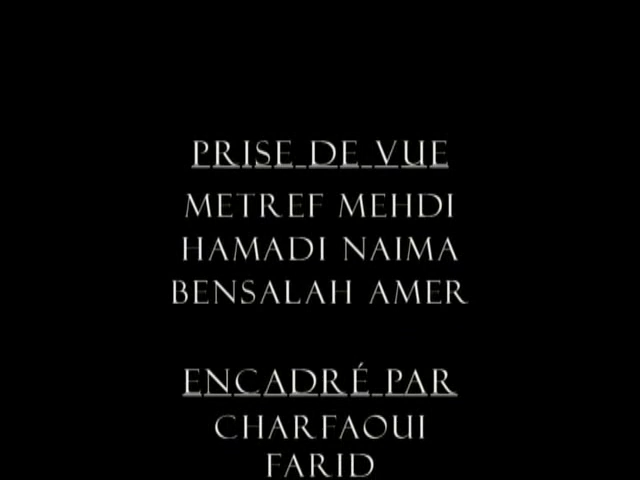 PRISE DE VUE
METREF MEHDI
HAMADI NAIMA
BENSALAH AMER
ENCADRÉ PAR
CHARFAOUI
FARID